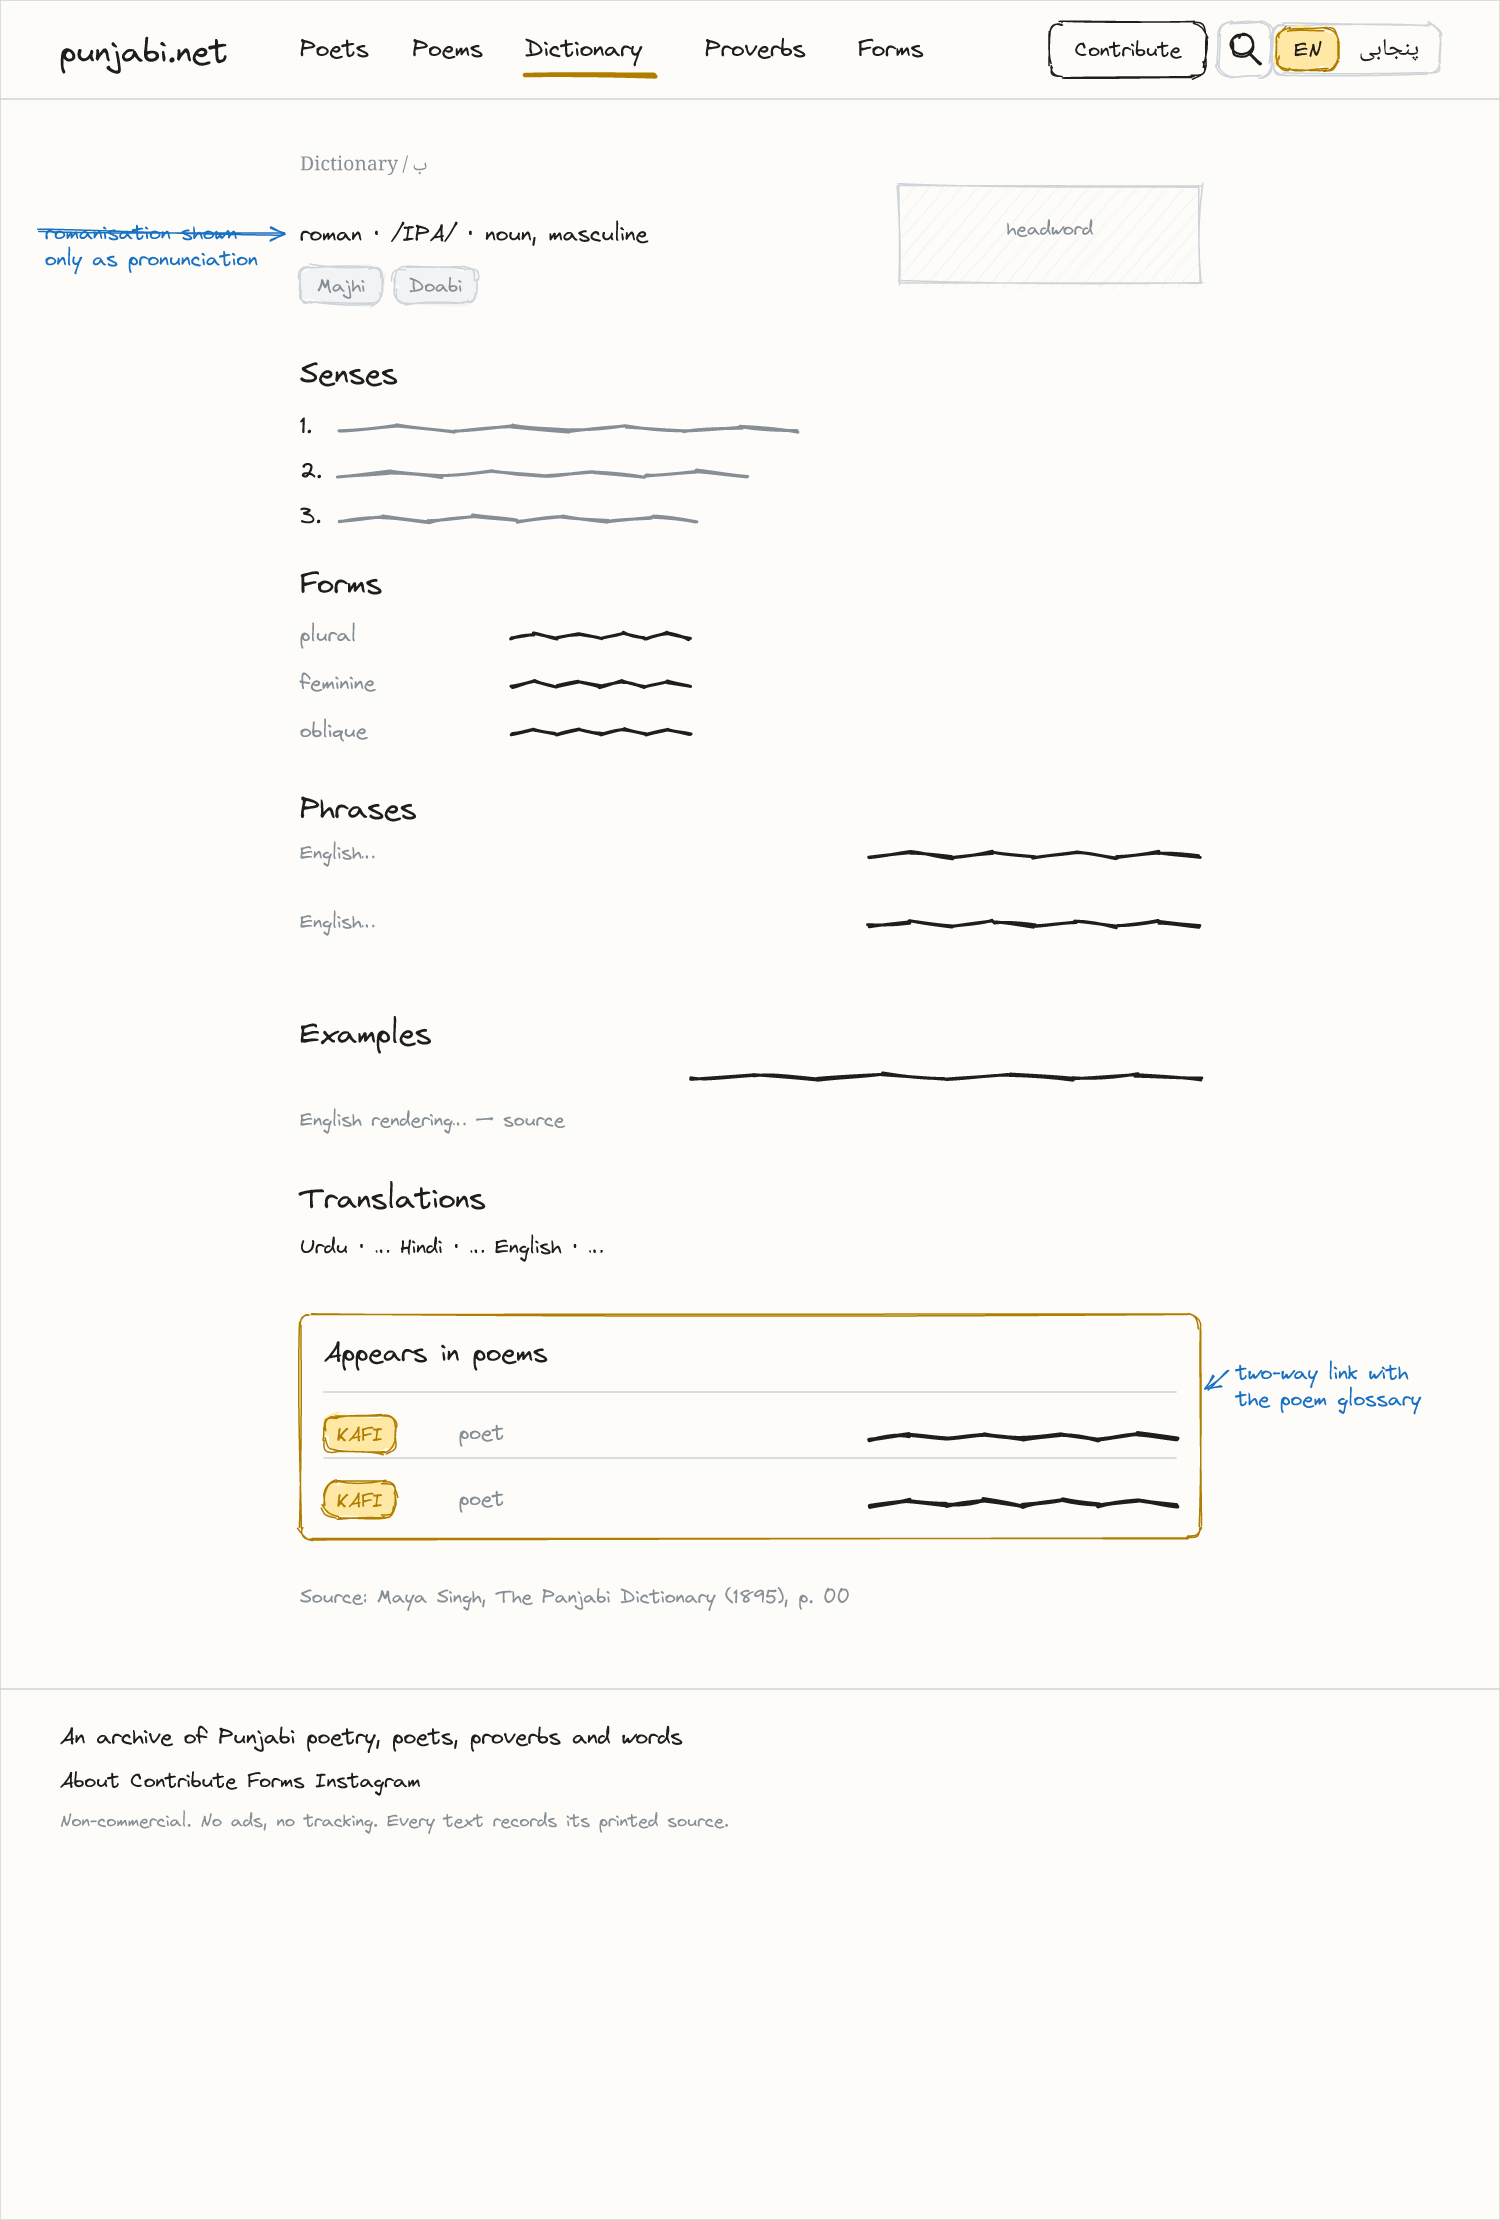 punjabi.net Poets Poems Dictionary Proverbs Forms Contribute EN پنجابی
Dictionary / ب
romanisation shown
only as pronunciation
roman · /IPA/ · noun, masculine
headword
Majhi Doabi
Senses
1.
2.
3.
Forms
plural
feminine
oblique
Phrases
English...
English...
Examples
English rendering... — source
Translations
Urdu · ... Hindi · ... English · ...
Appears in poems
KAFI poet
KAFI poet
two-way link with
the poem glossary
Source: Maya Singh, The Panjabi Dictionary (1895), p. 00
An archive of Punjabi poetry, poets, proverbs and words
About Contribute Forms Instagram
Non-commercial. No ads, no tracking. Every text records its printed source.